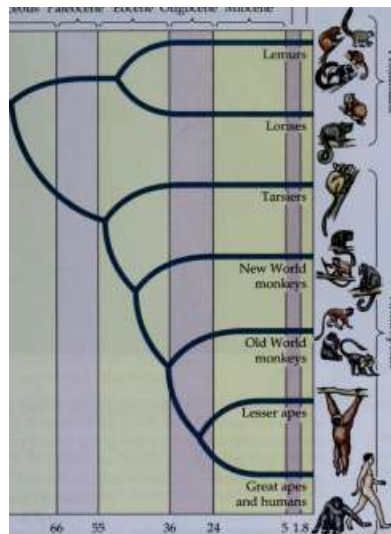 Paleocene Eocene Oligocene Miocene
Lemurs
Lorises
Tarsiers
New World
monkeys
Old World
monkeys
Lesser apes
Great apes
and humans
66 55 36 24 5 1.8